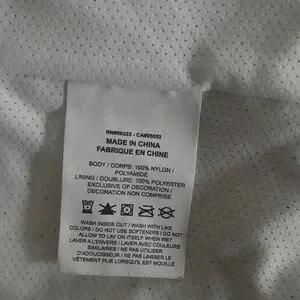 RN#56323 - CA#05553
MADE IN CHINA
FABRIQUE EN CHINE
BODY / CORPS: 100% NYLON /
POLYAMIDE
LINING / DOUBLURE: 100% POLYESTER
EXCLUSIVE OF DECORATION /
DECORATION NON COMPRISE
WASH INSIDE OUT / WASH WITH LIKE
COLORS / DO NOT USE SOFTENERS / DO NOT
ALLOW TO LAY ON ITSELF WHEN WET
LAVER A L'ENVERS / LAVER AVEC COULEURS
SIMILAIRES / NE PAS UTILISER
D'ADOUCISSEUR / NE PAS LAISSER LE
VÊTEMENT PLIÉ LORSQU'IL EST MOUILLÉ